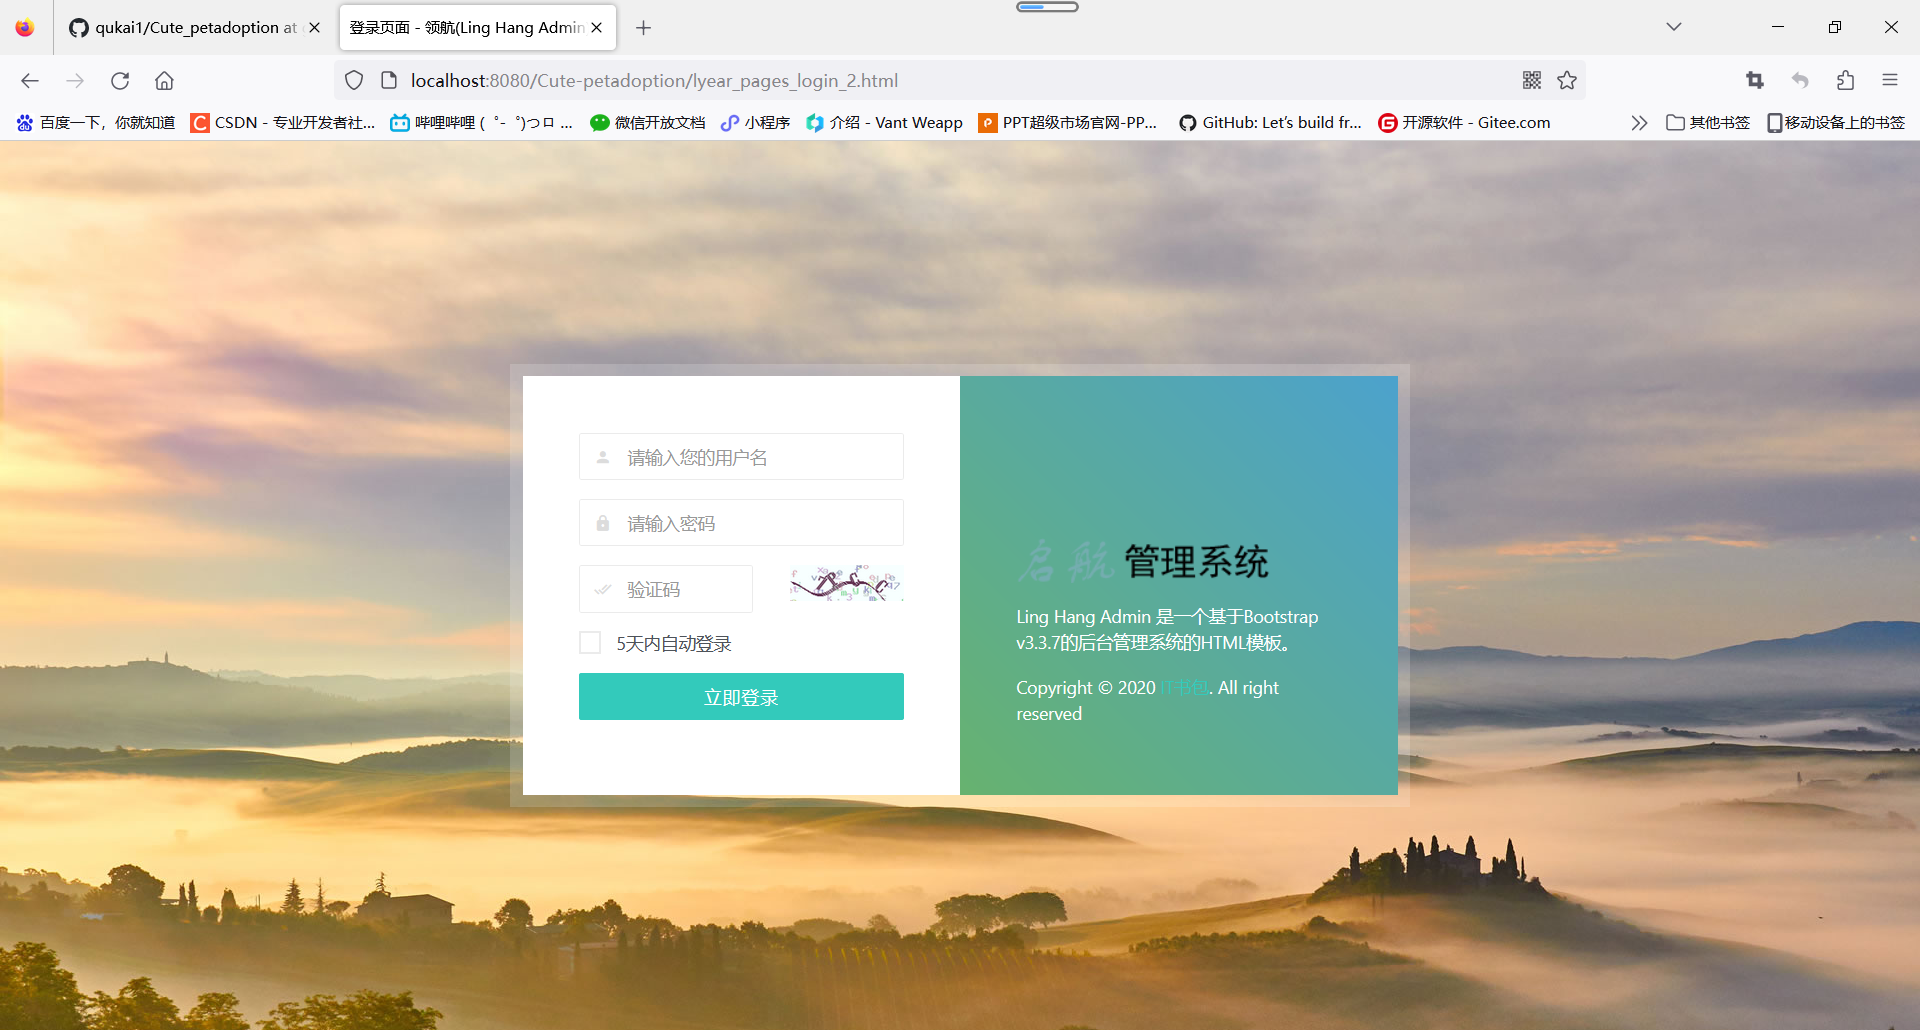 qukai1/Cute_petadoption at
登录页面 - 领航(Ling Hang Admin
localhost:8080/Cute-petadoption/lyear_pages_login_2.html
百度一下，你就知道
CSDN - 专业开发者社...
哔哩哔哩 ( ゜- ゜)つロ ...
微信开放文档
小程序
介绍 - Vant Weapp
PPT超级市场官网-PP...
GitHub: Let's build fr...
开源软件 - Gitee.com
其他书签
移动设备上的书签
请输入您的用户名
请输入密码
验证码
5天内自动登录
立即登录
启航 管理系统
Ling Hang Admin 是一个基于Bootstrap
v3.3.7的后台管理系统的HTML模板。
Copyright © 2020 IT书包. All right
reserved